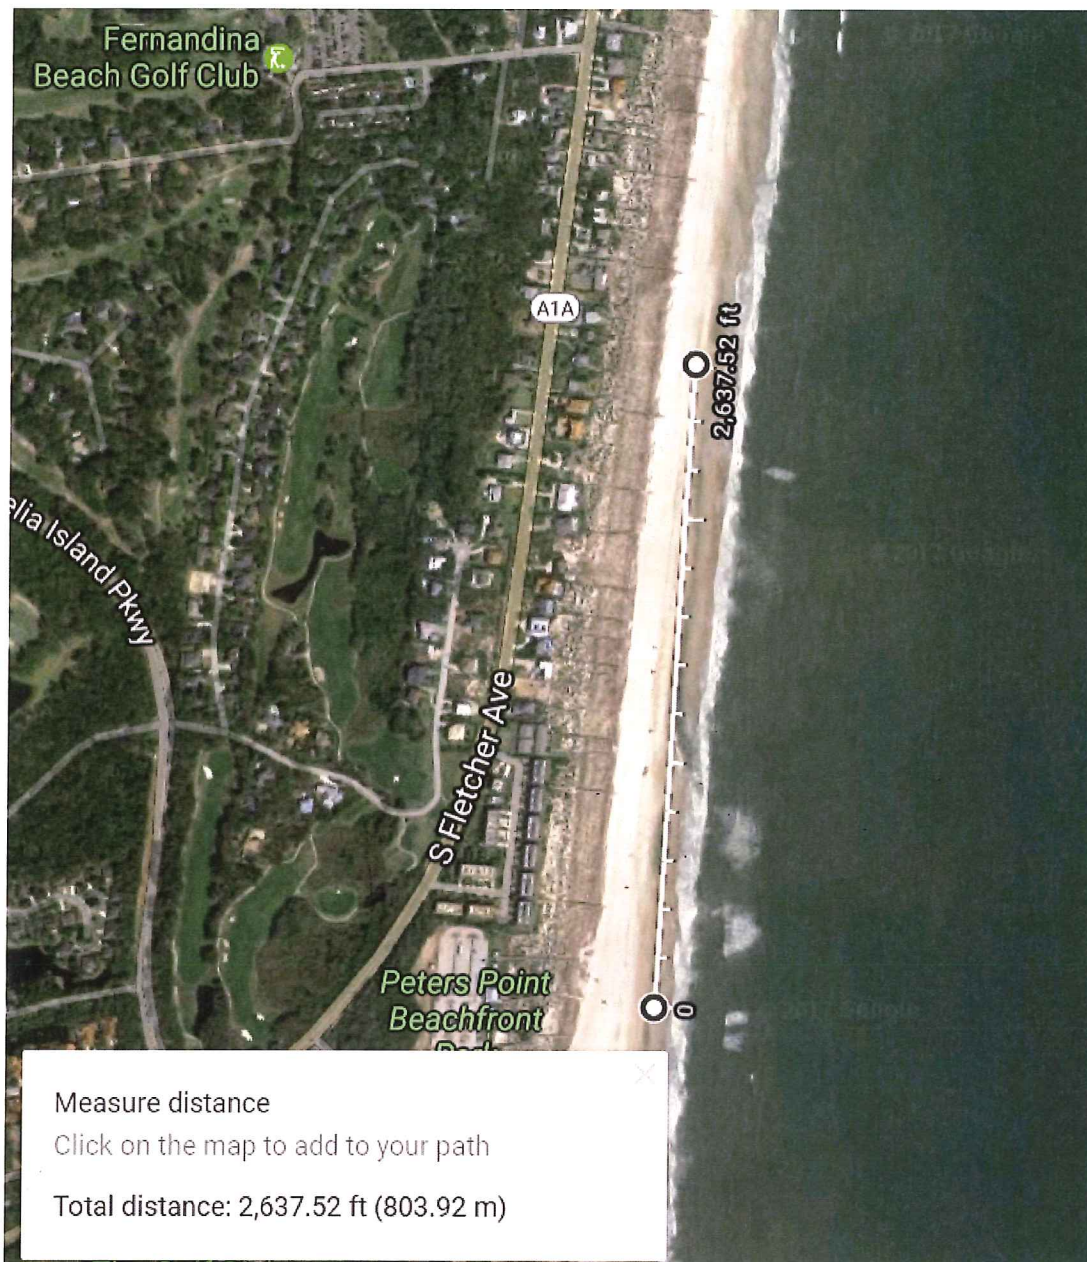 Fernandina
Beach Golf Club
A1A
2,637.52 ft
elia Island Pkwy
S Fletcher Ave
Peters Point
Beachfront
Park
0
Measure distance
Click on the map to add to your path
Total distance: 2,637.52 ft (803.92 m)